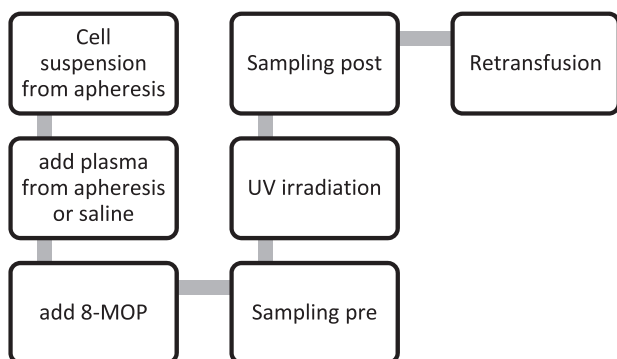 Cell
suspension
from apheresis
add plasma
from apheresis
or saline
add 8-MOP
Sampling pre
UV irradiation
Sampling post
Retransfusion